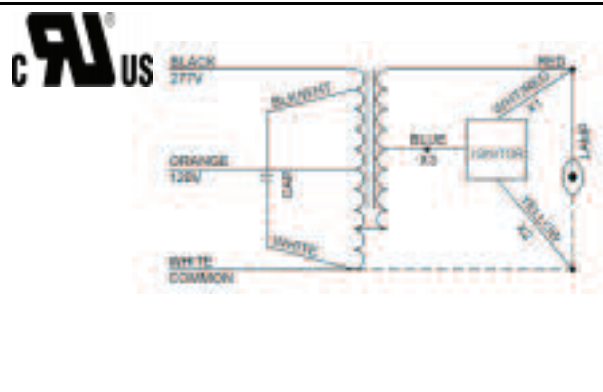 c RU® US
BLACK
277V
RED
BLK/WHT
WHT/RED
X1
ORANGE
120V
CAP
BLUE
X3
IGNITOR
LAMP
YELLOW
X2
WHITE
WHITE
COMMON